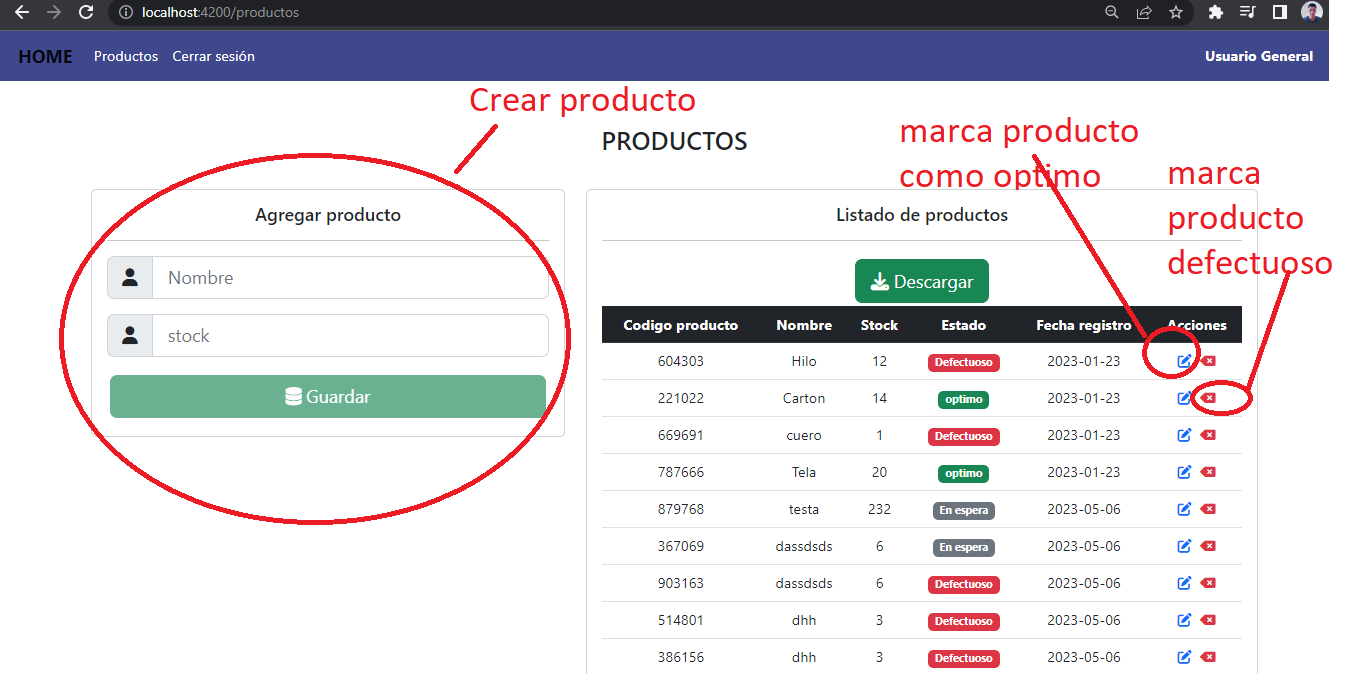 localhost:4200/productos
HOME Productos Cerrar sesión Usuario General
Crear producto
PRODUCTOS
marca producto
como optimo
marca
producto
defectuoso
Agregar producto
Nombre
stock
Guardar
Listado de productos
Descargar
Codigo producto Nombre Stock Estado Fecha registro Acciones
604303 Hilo 12 Defectuoso 2023-01-23
221022 Carton 14 optimo 2023-01-23
669691 cuero 1 Defectuoso 2023-01-23
787666 Tela 20 optimo 2023-01-23
879768 testa 232 En espera 2023-05-06
367069 dassdsds 6 En espera 2023-05-06
903163 dassdsds 6 Defectuoso 2023-05-06
514801 dhh 3 Defectuoso 2023-05-06
386156 dhh 3 Defectuoso 2023-05-06